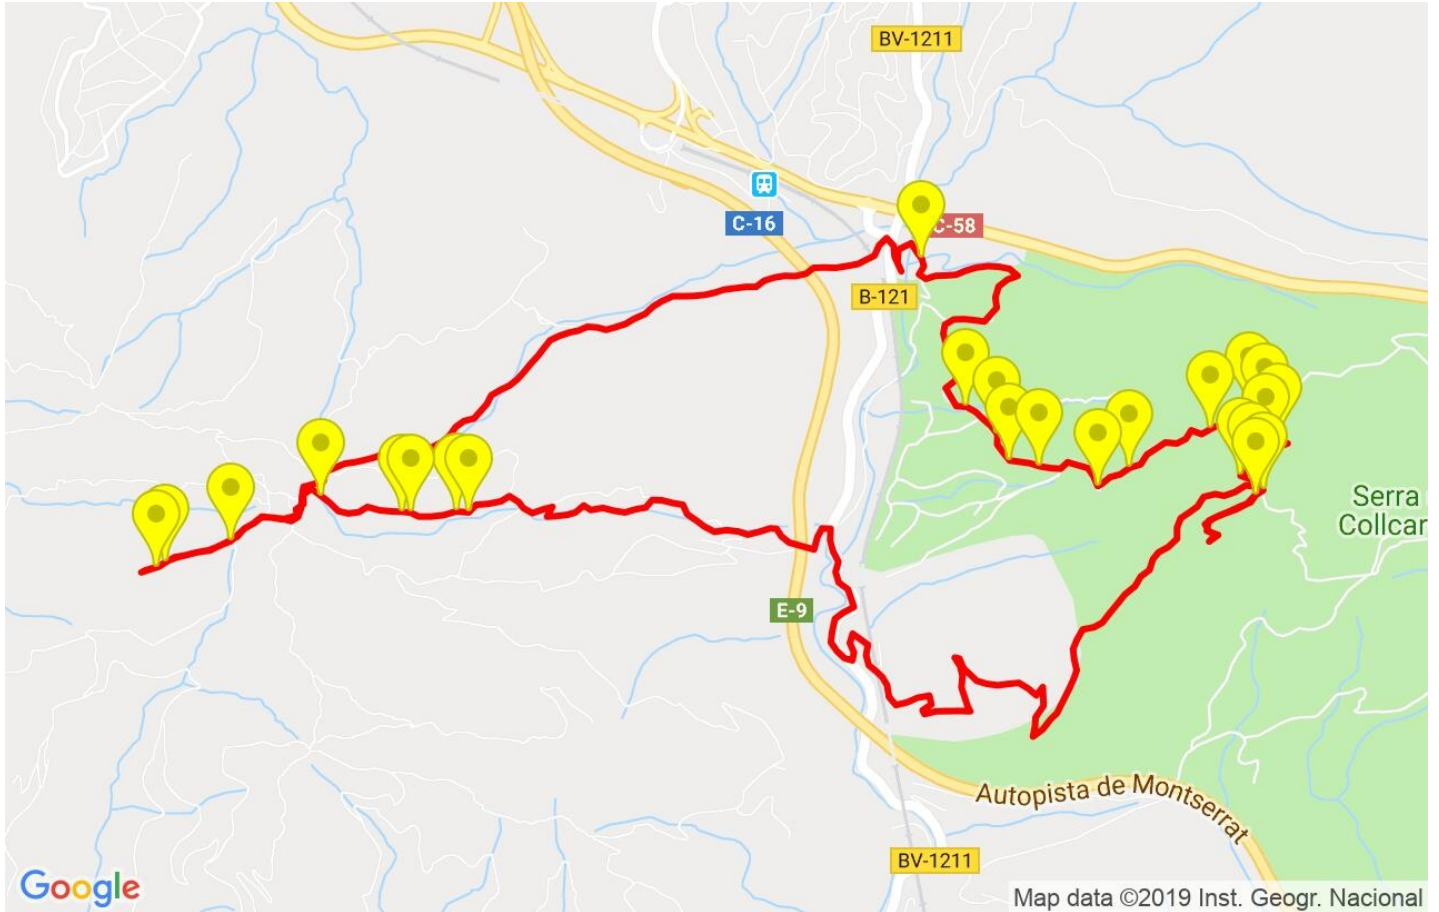 BV-1211
C-16
C-58
B-121
Serra
Collcar
E-9
Autopista de Montserrat
BV-1211
Google
Map data ©2019 Inst. Geogr. Nacional